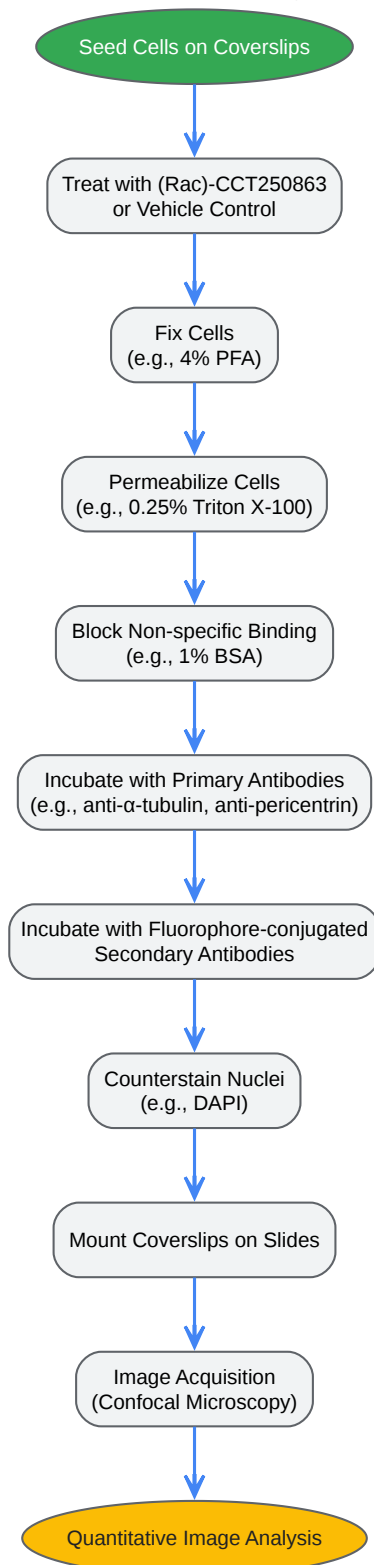 Seed Cells on Coverslips
Treat with (Rac)-CCT250863
or Vehicle Control
Fix Cells
(e.g., 4% PFA)
Permeabilize Cells
(e.g., 0.25% Triton X-100)
Block Non-specific Binding
(e.g., 1% BSA)
Incubate with Primary Antibodies
(e.g., anti-α-tubulin, anti-pericentrin)
Incubate with Fluorophore-conjugated
Secondary Antibodies
Counterstain Nuclei
(e.g., DAPI)
Mount Coverslips on Slides
Image Acquisition
(Confocal Microscopy)
Quantitative Image Analysis